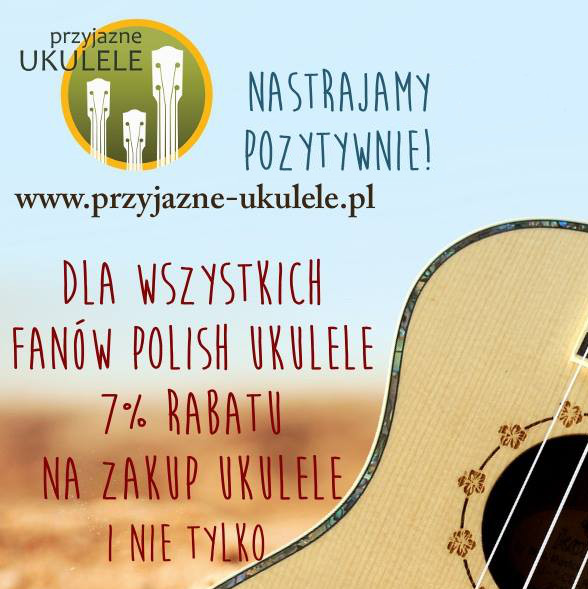 przyjazne
UKULELE
NASTRAJAMY
POZYTYWNIE!
www.przyjazne-ukulele.pl
DLA WSZYSTKICH
FANÓW POLISH UKULELE
7% RABATU
NA ZAKUP UKULELE
I NIE TYLKO